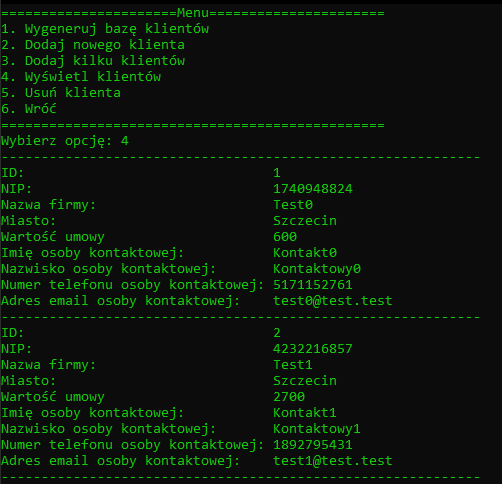 ======================Menu======================
1. Wygeneruj bazę klientów
2. Dodaj nowego klienta
3. Dodaj kilku klientów
4. Wyświetl klientów
5. Usuń klienta
6. Wróć
================================================
Wybierz opcję: 4
------------------------------------------------------------
ID: 1
NIP: 1740948824
Nazwa firmy: Test0
Miasto: Szczecin
Wartość umowy 600
Imię osoby kontaktowej: Kontakt0
Nazwisko osoby kontaktowej: Kontaktowy0
Numer telefonu osoby kontaktowej: 5171152761
Adres email osoby kontaktowej: test0@test.test
------------------------------------------------------------
ID: 2
NIP: 4232216857
Nazwa firmy: Test1
Miasto: Szczecin
Wartość umowy 2700
Imię osoby kontaktowej: Kontakt1
Nazwisko osoby kontaktowej: Kontaktowy1
Numer telefonu osoby kontaktowej: 1892795431
Adres email osoby kontaktowej: test1@test.test
------------------------------------------------------------